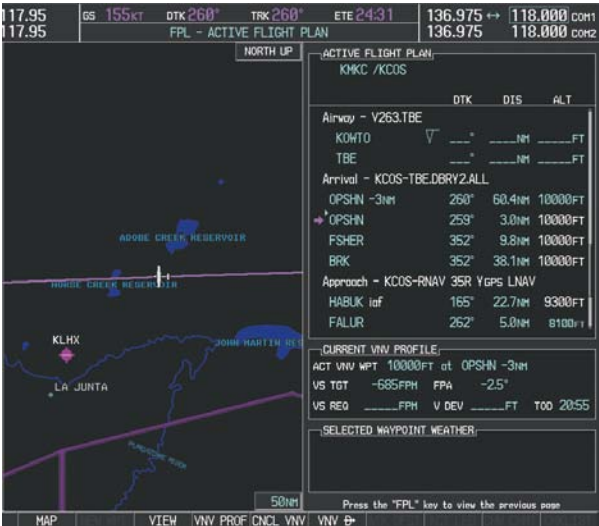 117.95 GS 155KT DTK 260° TRK 260° ETE 24:31 136.975 ↔ 118.000 COM1
117.95 FPL – ACTIVE FLIGHT PLAN 136.975 118.000 COM2
NORTH UP
ADOBE CREEK RESERVOIR
HORSE CREEK RESERVOIR
KLHX
JOHN MARTIN RES
LA JUNTA
PURGATOIRE RIVER
50NM
ACTIVE FLIGHT PLAN
KMKC /KCOS
DTK DIS ALT
Airway – V263.TBE
KOWTO ___° ____NM _____FT
TBE ___° ____NM _____FT
Arrival – KCOS-TBE.DBRY2.ALL
OPSHN -3NM 260° 60.4NM 10000FT
OPSHN 259° 3.0NM 10000FT
FSHER 352° 9.8NM 10000FT
BRK 352° 38.1NM 10000FT
Approach – KCOS-RNAV 35R YGPS LNAV
HABUK iaf 165° 22.7NM 9300FT
FALUR 262° 5.0NM 8100FT
CURRENT VNV PROFILE
ACT VNV WPT 10000FT at OPSHN -3NM
VS TGT -685FPM FPA -2.5°
VS REQ _____FPM V DEV _____FT TOD 20:55
SELECTED WAYPOINT WEATHER
Press the "FPL" key to view the previous page
MAP VIEW VNV PROF CNCL VNV VNV D